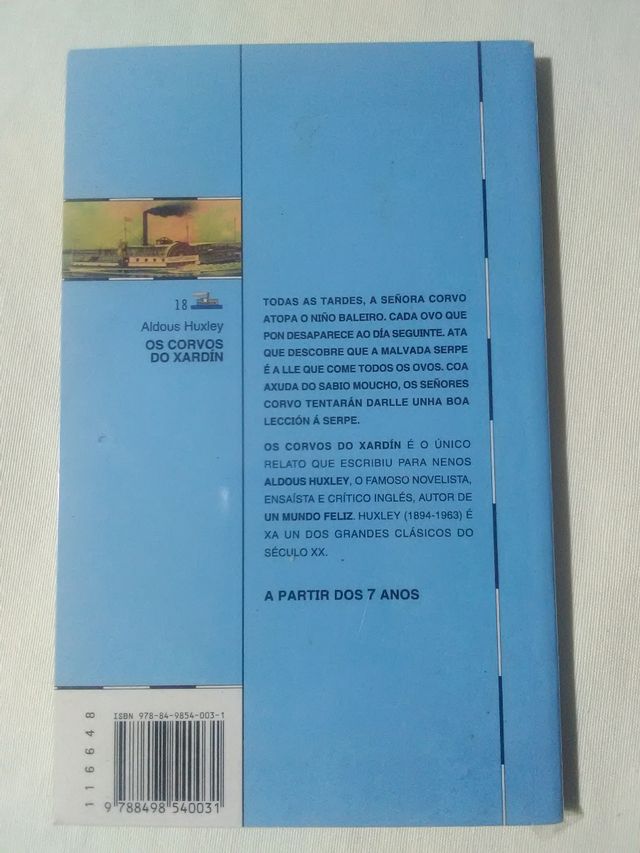 18
Aldous Huxley
OS CORVOS
DO XARDÍN
TODAS AS TARDES, A SEÑORA CORVO
ATOPA O NIÑO BALEIRO. CADA OVO QUE
PON DESAPARECE AO DÍA SEGUINTE. ATA
QUE DESCOBRE QUE A MALVADA SERPE
É A LLE QUE COME TODOS OS OVOS. COA
AXUDA DO SABIO MOUCHO, OS SEÑORES
CORVO TENTARÁN DARLLE UNHA BOA
LECCIÓN Á SERPE.
OS CORVOS DO XARDÍN É O ÚNICO
RELATO QUE ESCRIBIU PARA NENOS
ALDOUS HUXLEY, O FAMOSO NOVELISTA,
ENSAÍSTA E CRÍTICO INGLÉS, AUTOR DE
UN MUNDO FELIZ. HUXLEY (1894-1963) É
XA UN DOS GRANDES CLÁSICOS DO
SÉCULO XX.
A PARTIR DOS 7 ANOS
116648
ISBN 978-84-9854-003-1
9 788498 540031